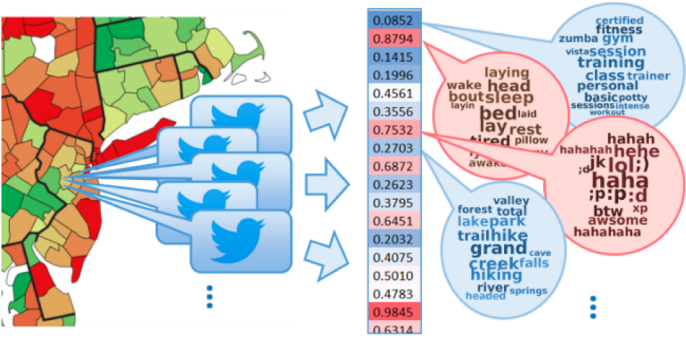 0.0852
0.8794
0.1415
0.1996
0.4561
0.3556
0.7532
0.2703
0.6872
0.2623
0.3795
0.6451
0.2032
0.4075
0.5010
0.4783
0.9845
0.6314
certified
fitness
zumba gym
vista session
training
class trainer
personal
basic potty
sessions intense
workout
laying
wake head
bout sleep
layin bed laid
lay rest
tired pillow
awake
hahah
hahahah hehe
;d jk lol ;)
haha
;p :p :d
btw xp
awsome
hahahaha
valley
forest total
lake park
trail hike
grand cave
creek falls
hiking
river
headed springs